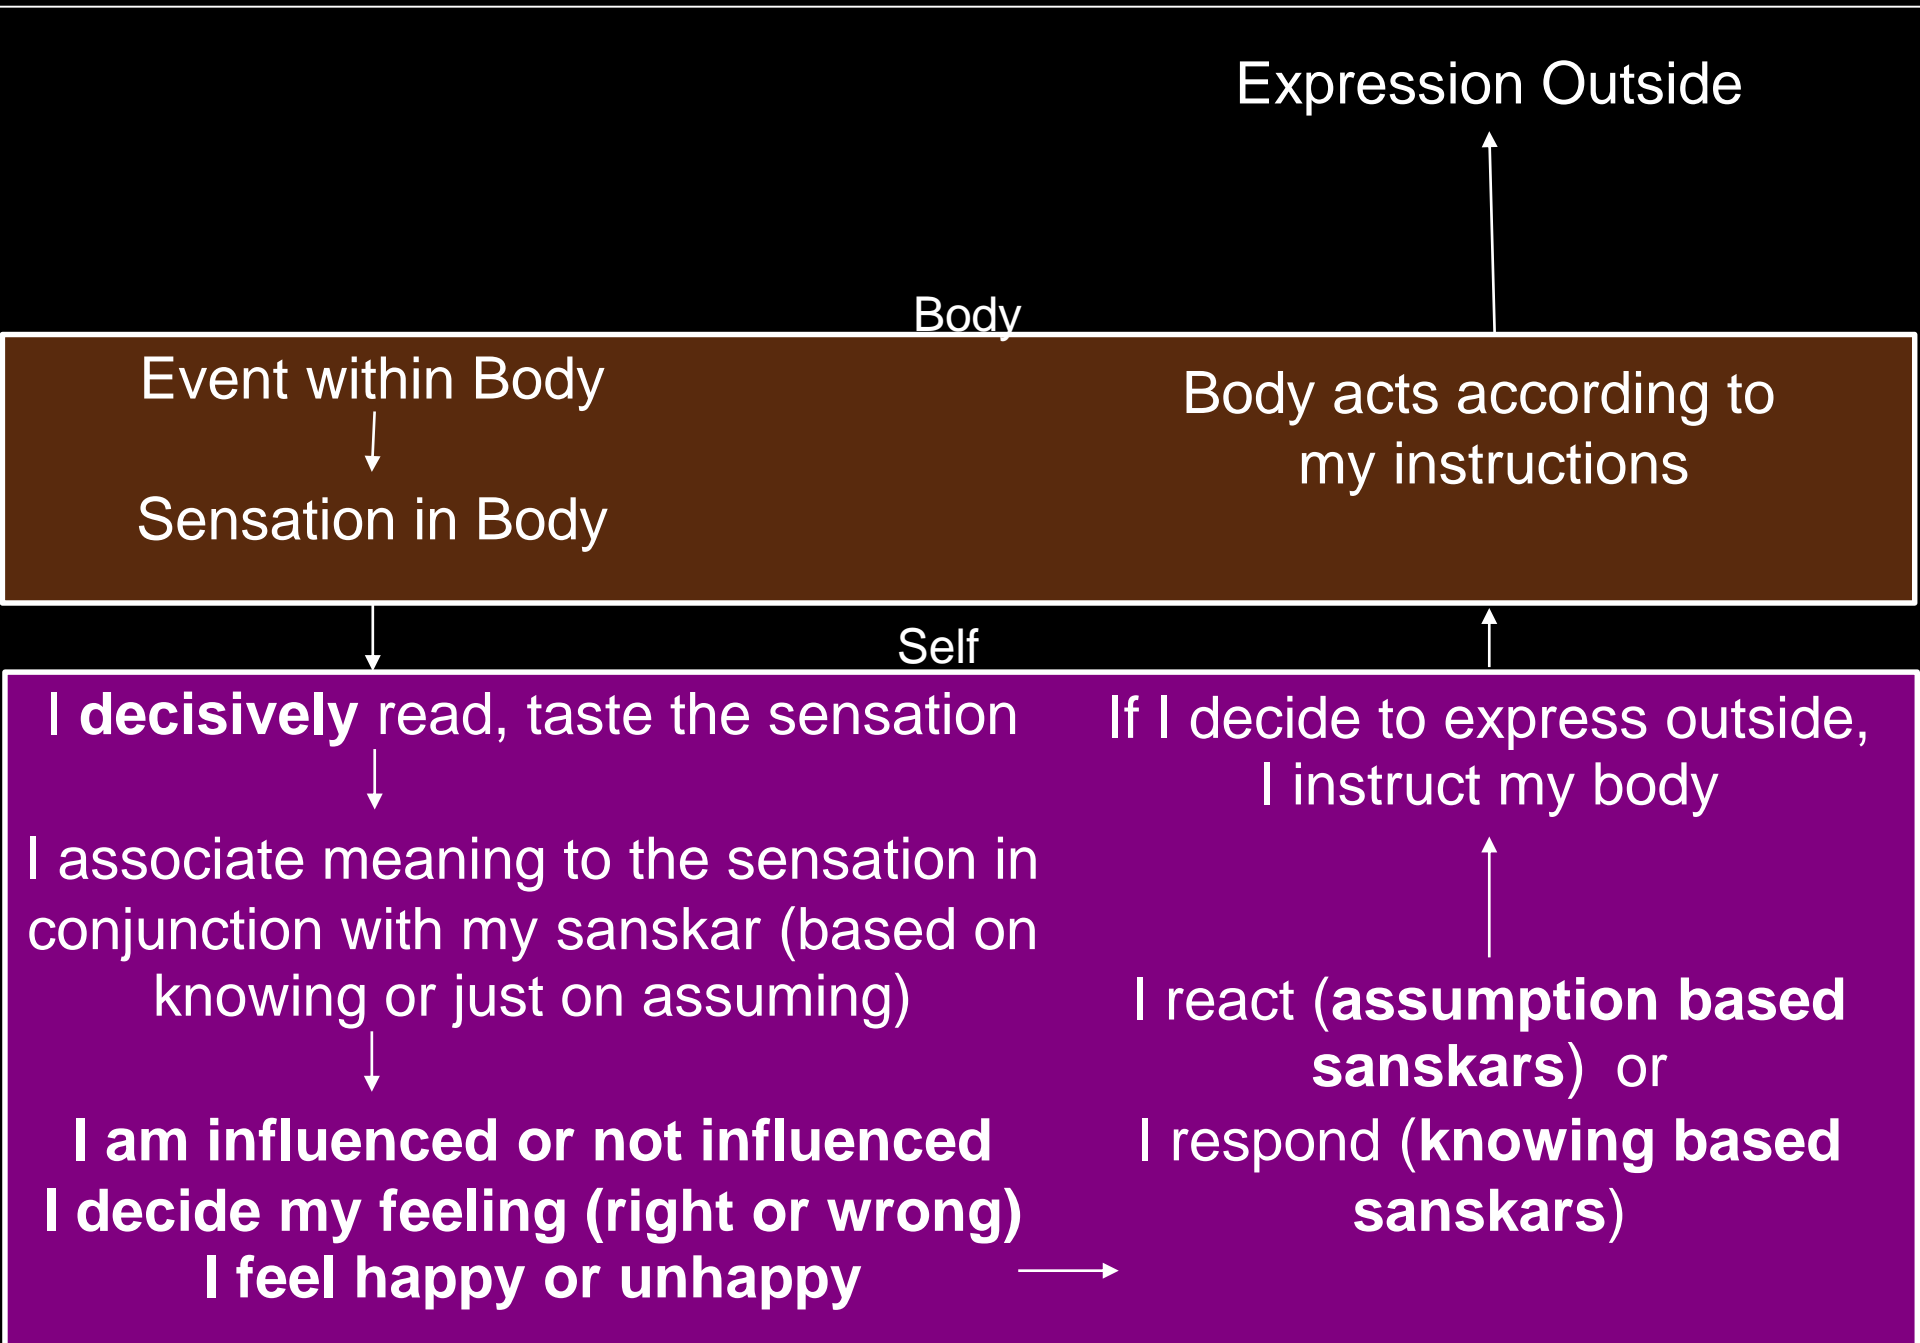 Expression Outside
Body
Event within Body
Sensation in Body
Body acts according to
my instructions
Self
I decisively read, taste the sensation
I associate meaning to the sensation in
conjunction with my sanskar (based on
knowing or just on assuming)
I am influenced or not influenced
I decide my feeling (right or wrong)
I feel happy or unhappy
If I decide to express outside,
I instruct my body
I react (assumption based
sanskars) or
I respond (knowing based
sanskars)